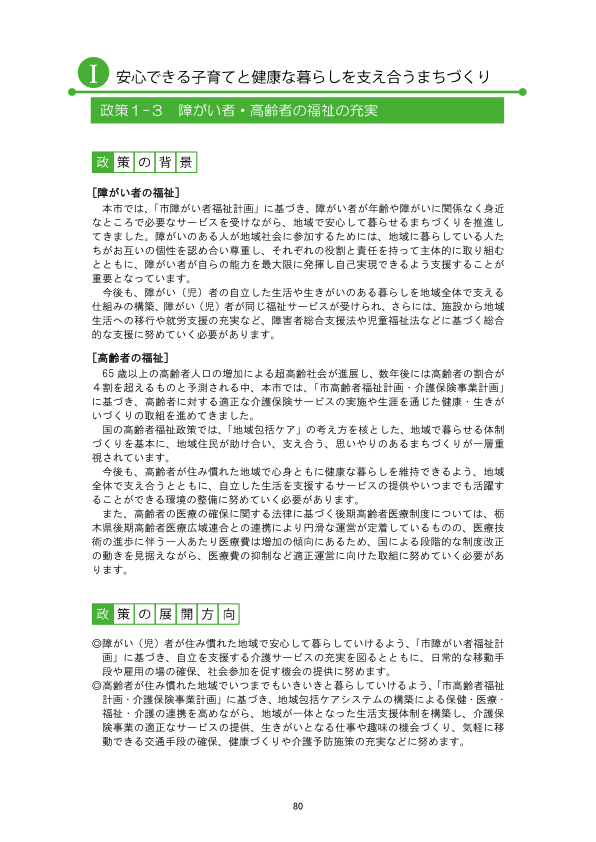 Ⅰ 安心できる子育てと健康な暮らしを支え合うまちづくり
政策１-３　障がい者・高齢者の福祉の充実
政策の背景
[障がい者の福祉]
　本市では、「市障がい者福祉計画」に基づき、障がい者が年齢や障がいに関係なく身近
なところで必要なサービスを受けながら、地域で安心して暮らせるまちづくりを推進し
てきました。障がいのある人が地域社会に参加するためには、地域に暮らしている人た
ちがお互いの個性を認め合い尊重し、それぞれの役割と責任を持って主体的に取り組む
とともに、障がい者が自らの能力を最大限に発揮し自己実現できるよう支援することが
重要となっています。
　今後も、障がい（児）者の自立した生活や生きがいのある暮らしを地域全体で支える
仕組みの構築、障がい（児）者が同じ福祉サービスが受けられ、さらには、施設から地域
生活への移行や就労支援の充実など、障害者総合支援法や児童福祉法などに基づく総合
的な支援に努めていく必要があります。
[高齢者の福祉]
　65 歳以上の高齢者人口の増加による超高齢社会が進展し、数年後には高齢者の割合が
４割を超えるものと予測される中、本市では、「市高齢者福祉計画・介護保険事業計画」
に基づき、高齢者に対する適正な介護保険サービスの実施や生涯を通じた健康・生きが
いづくりの取組を進めてきました。
　国の高齢者福祉政策では、「地域包括ケア」の考え方を核とした、地域で暮らせる体制
づくりを基本に、地域住民が助け合い、支え合う、思いやりのあるまちづくりが一層重
視されています。
　今後も、高齢者が住み慣れた地域で心身ともに健康な暮らしを維持できるよう、地域
全体で支え合うとともに、自立した生活を支援するサービスの提供やいつまでも活躍す
ることができる環境の整備に努めていく必要があります。
　また、高齢者の医療の確保に関する法律に基づく後期高齢者医療制度については、栃
木県後期高齢者医療広域連合との連携により円滑な運営が定着しているものの、医療技
術の進歩に伴う一人あたり医療費は増加の傾向にあるため、国による段階的な制度改正
の動きを見据えながら、医療費の抑制など適正運営に向けた取組に努めていく必要があ
ります。
政策の展開方向
◎障がい（児）者が住み慣れた地域で安心して暮らしていけるよう、「市障がい者福祉計
画」に基づき、自立を支援する介護サービスの充実を図るとともに、日常的な移動手
段や雇用の場の確保、社会参加を促す機会の提供に努めます。
◎高齢者が住み慣れた地域でいつまでもいきいきと暮らしていけるよう、「市高齢者福祉
計画・介護保険事業計画」に基づき、地域包括ケアシステムの構築による保健・医療・
福祉・介護の連携を高めながら、地域が一体となった生活支援体制を構築し、介護保
険事業の適正なサービスの提供、生きがいとなる仕事や趣味の機会づくり、気軽に移
動できる交通手段の確保、健康づくりや介護予防施策の充実などに努めます。
80